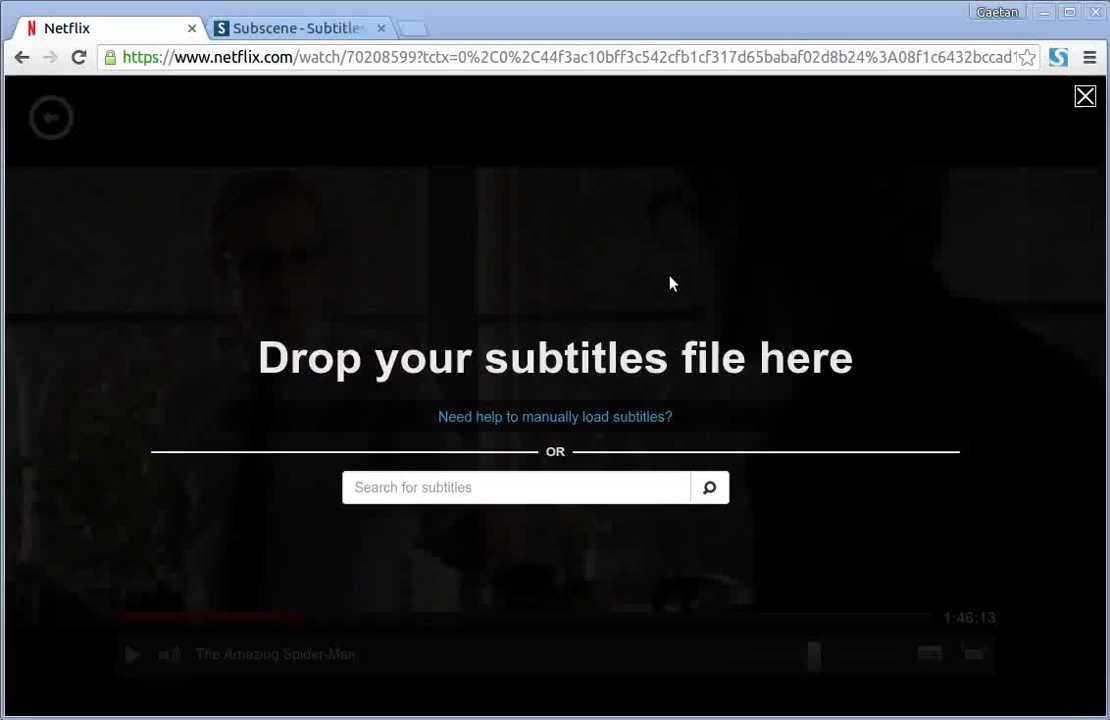 Gaetan
Netflix
Subscene - Subtitles
https://www.netflix.com/watch/70208599?tctx=0%2C0%2C44f3ac10bff3c542cfb1cf317d65babaf02d8b24%3A08f1c6432bccad1
Drop your subtitles file here
Need help to manually load subtitles?
OR
Search for subtitles
1:46:13
The Amazing Spider-Man